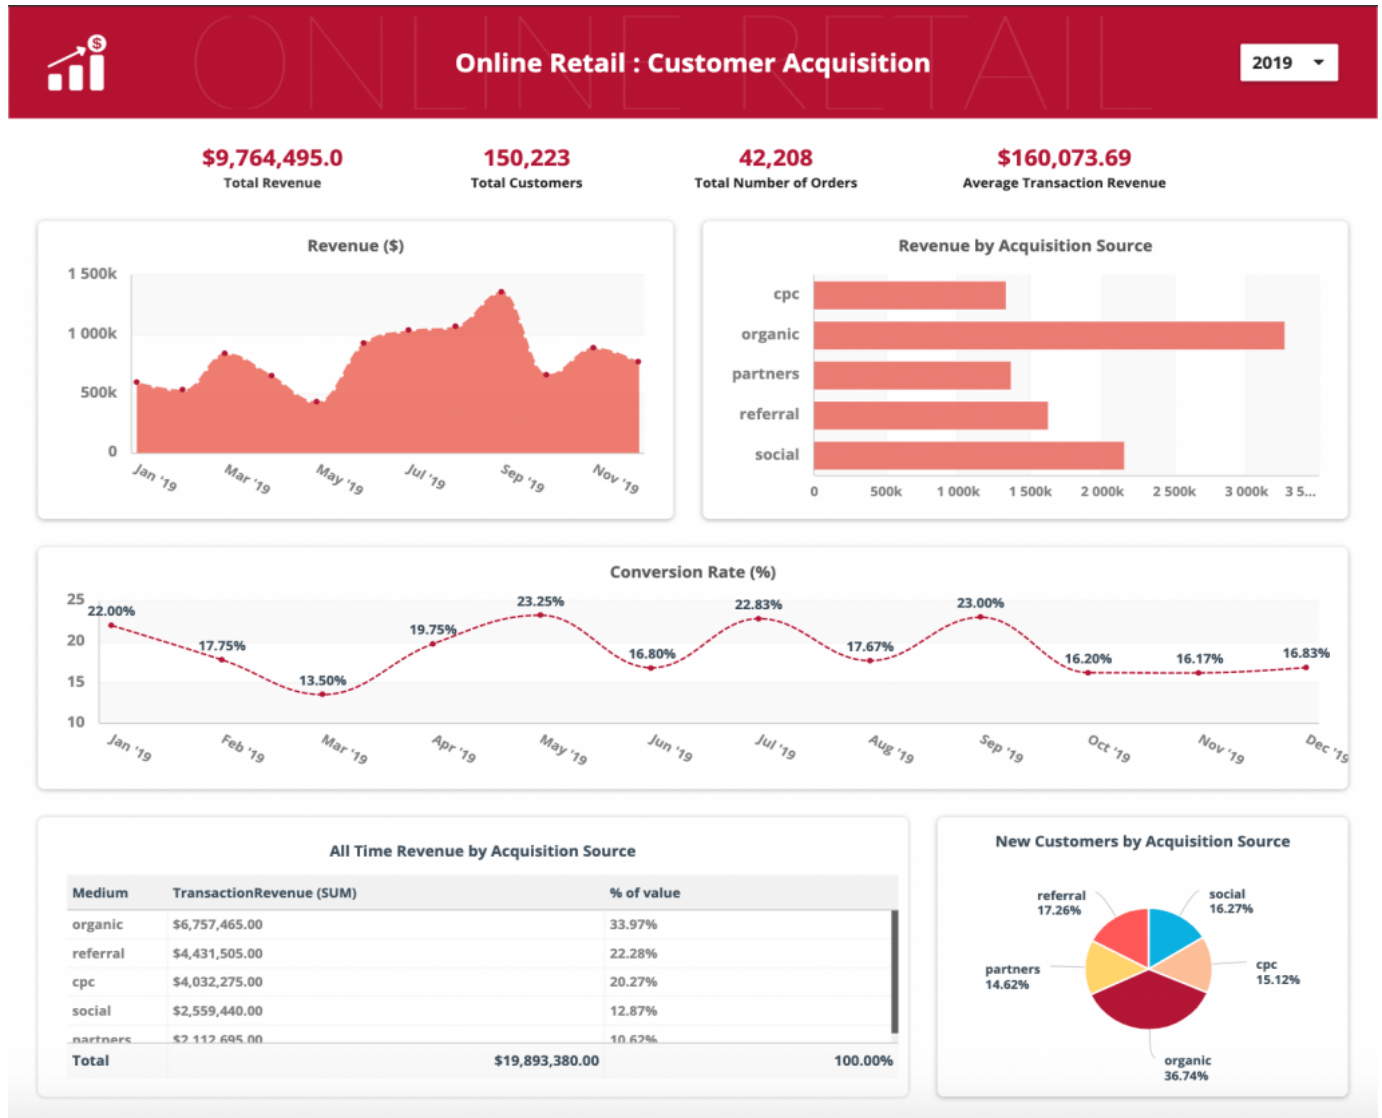 ONLINE RETAIL
$
Online Retail : Customer Acquisition
2019
$9,764,495.0
Total Revenue
150,223
Total Customers
42,208
Total Number of Orders
$160,073.69
Average Transaction Revenue
Revenue ($)
1 500k
1 000k
500k
0
Jan '19
Mar '19
May '19
Jul '19
Sep '19
Nov '19
Revenue by Acquisition Source
cpc
organic
partners
referral
social
0
500k
1 000k
1 500k
2 000k
2 500k
3 000k
3 5...
Conversion Rate (%)
25
20
15
10
22.00%
17.75%
13.50%
19.75%
23.25%
16.80%
22.83%
17.67%
23.00%
16.20%
16.17%
16.83%
Jan '19
Feb '19
Mar '19
Apr '19
May '19
Jun '19
Jul '19
Aug '19
Sep '19
Oct '19
Nov '19
Dec '19
All Time Revenue by Acquisition Source
Medium TransactionRevenue (SUM) % of value
organic $6,757,465.00 33.97%
referral $4,431,505.00 22.28%
cpc $4,032,275.00 20.27%
social $2,559,440.00 12.87%
partners $2,112,695.00 10.62%
Total $19,893,380.00 100.00%
New Customers by Acquisition Source
referral
17.26%
social
16.27%
partners
14.62%
cpc
15.12%
organic
36.74%